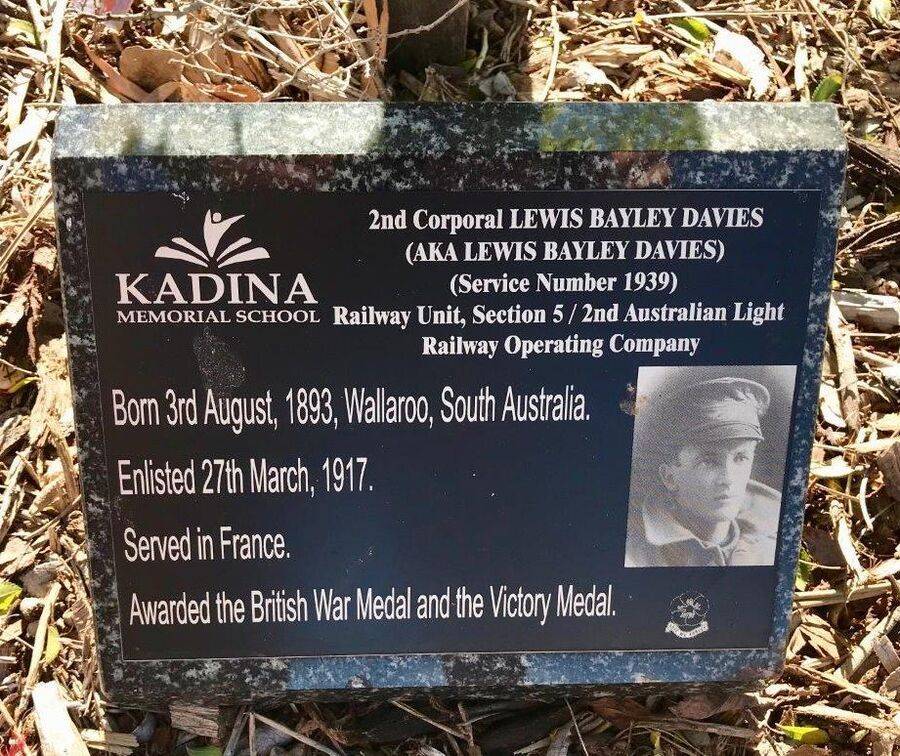 KADINA
MEMORIAL SCHOOL
2nd Corporal LEWIS BAYLEY DAVIES
(AKA LEWIS BAYLEY DAVIES)
(Service Number 1939)
Railway Unit, Section 5 / 2nd Australian Light
Railway Operating Company
Born 3rd August, 1893, Wallaroo, South Australia.
Enlisted 27th March, 1917.
Served in France.
Awarded the British War Medal and the Victory Medal.